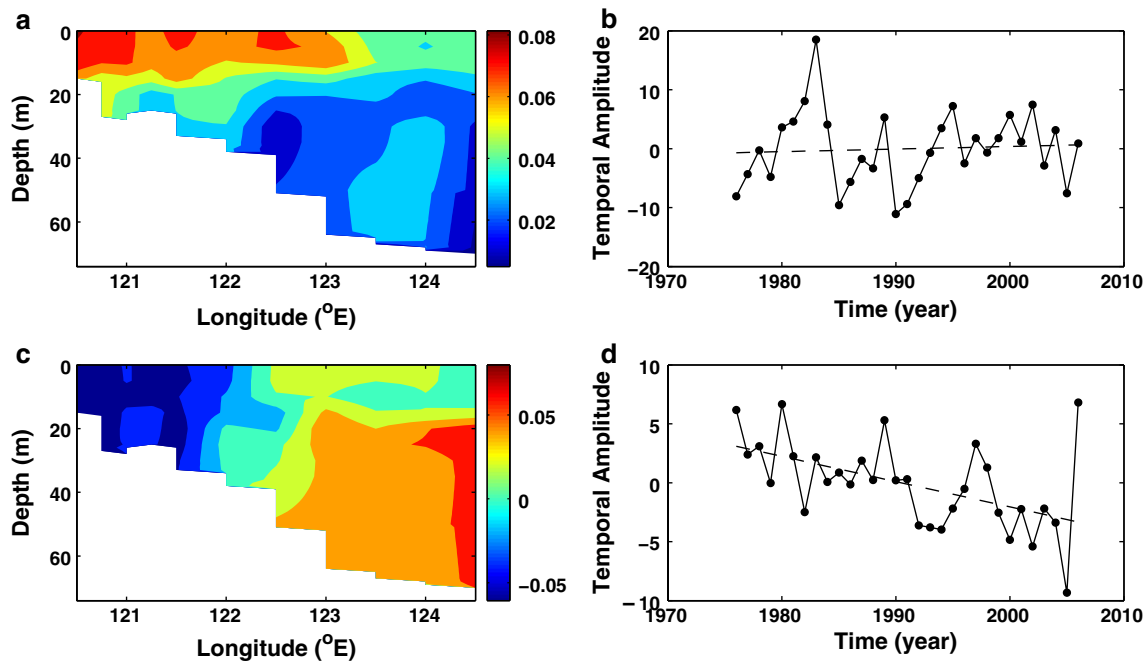 a
0
20
40
60
Depth (m)
121 122 123 124
Longitude (°E)
0.08
0.06
0.04
0.02
b
20
10
0
−10
−20
Temporal Amplitude
1970 1980 1990 2000 2010
Time (year)
c
0
20
40
60
Depth (m)
121 122 123 124
Longitude (°E)
0.05
0
−0.05
d
10
5
0
−5
−10
Temporal Amplitude
1970 1980 1990 2000 2010
Time (year)